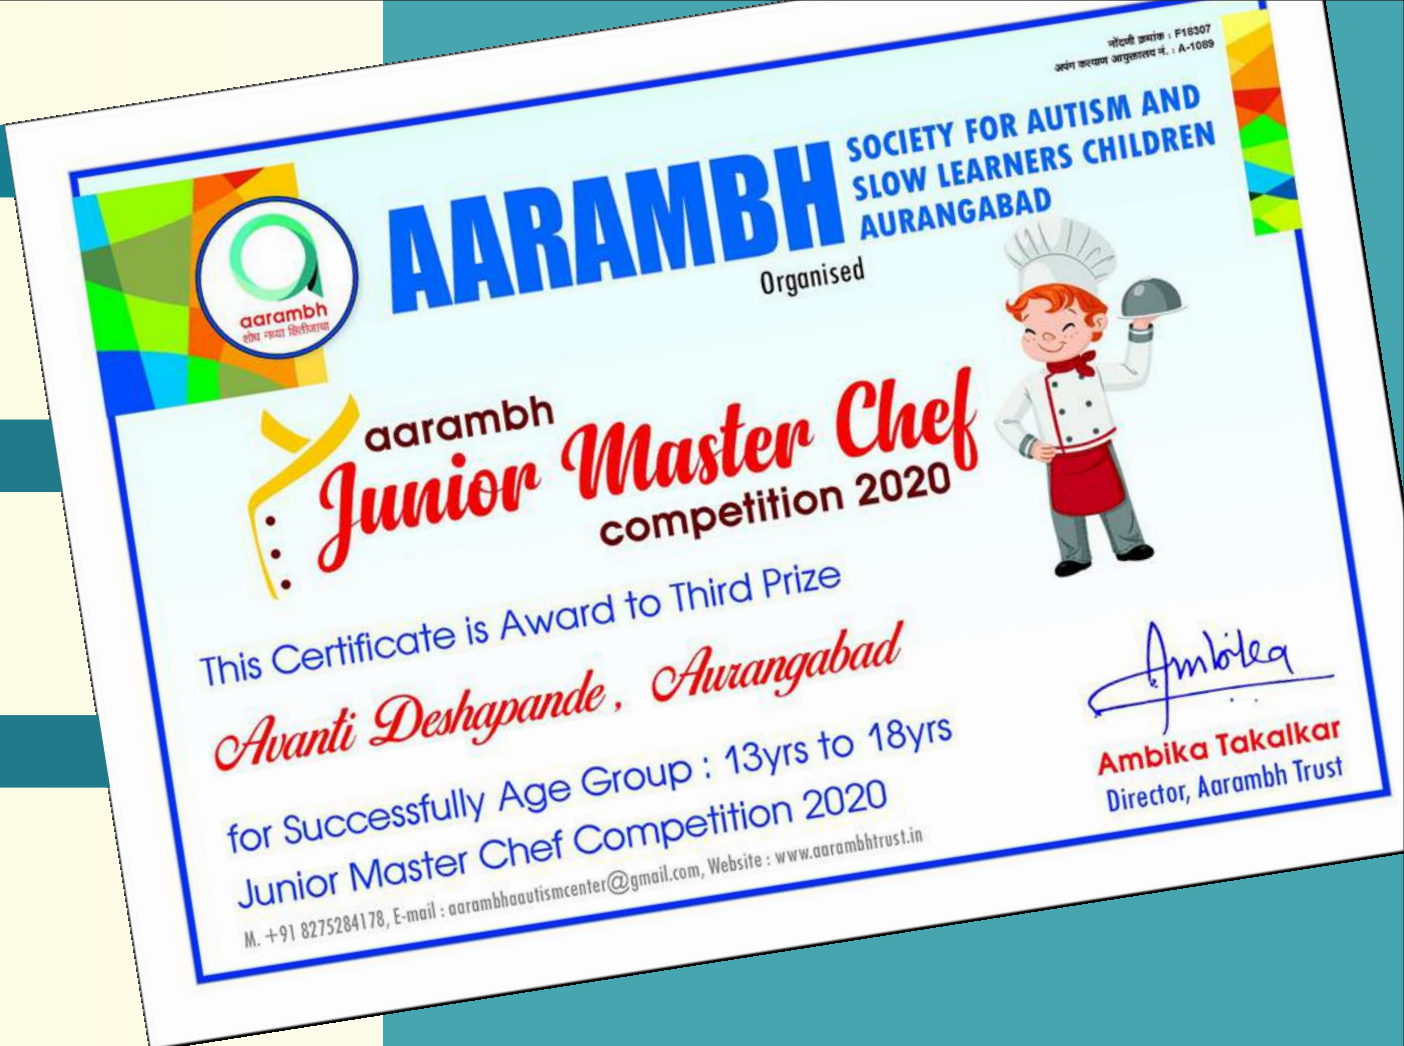 नोंदणी क्रमांक : F18307
अपंग कल्याण आयुक्तालय नं. : A-1089
AARAMBH
SOCIETY FOR AUTISM AND
SLOW LEARNERS CHILDREN
AURANGABAD
Organised
aarambh
शोध नव्या क्षितीजाचा
aarambh
Junior Master Chef
competition 2020
This Certificate is Award to Third Prize
Avanti Deshapande, Aurangabad
for Successfully Age Group : 13yrs to 18yrs
Junior Master Chef Competition 2020
M. +91 8275284178, E-mail : aarambhaautismcenter@gmail.com, Website : www.aarambhtrust.in
Ambika
Ambika Takalkar
Director, Aarambh Trust